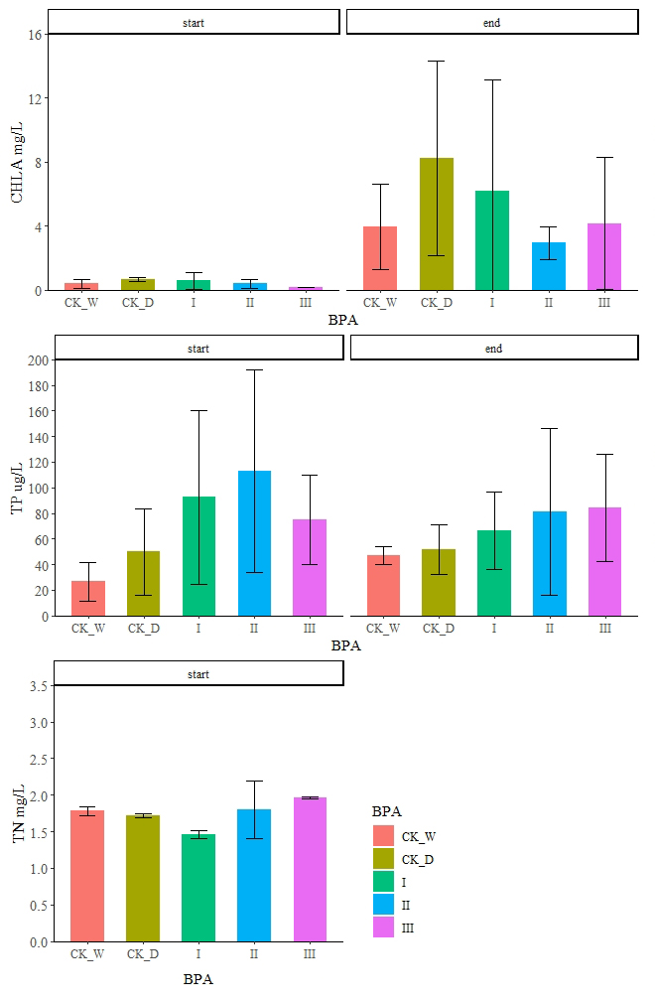 start end
CHLA mg/L
16
12
8
4
0
CK_W CK_D I II III CK_W CK_D I II III
BPA
start end
TP ug/L
200
180
160
140
120
100
80
60
40
20
0
CK_W CK_D I II III CK_W CK_D I II III
BPA
start
TN mg/L
3.5
3.0
2.5
2.0
1.5
1.0
0.5
0.0
CK_W CK_D I II III
BPA
BPA
CK_W
CK_D
I
II
III